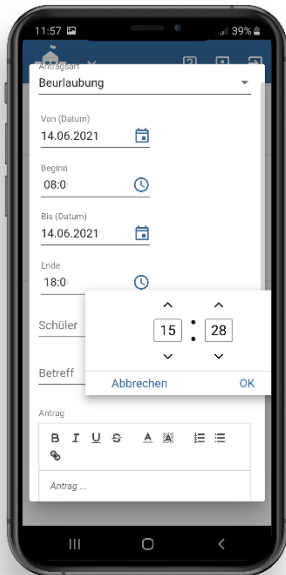 11:57
39%
Antragsart
Beurlaubung
Von (Datum)
14.06.2021
Beginn
08:0
Bis (Datum)
14.06.2021
Ende
18:0
15 : 28
Schüler
Betreff
Abbrechen OK
Antrag
B I U S A A
Antrag ...